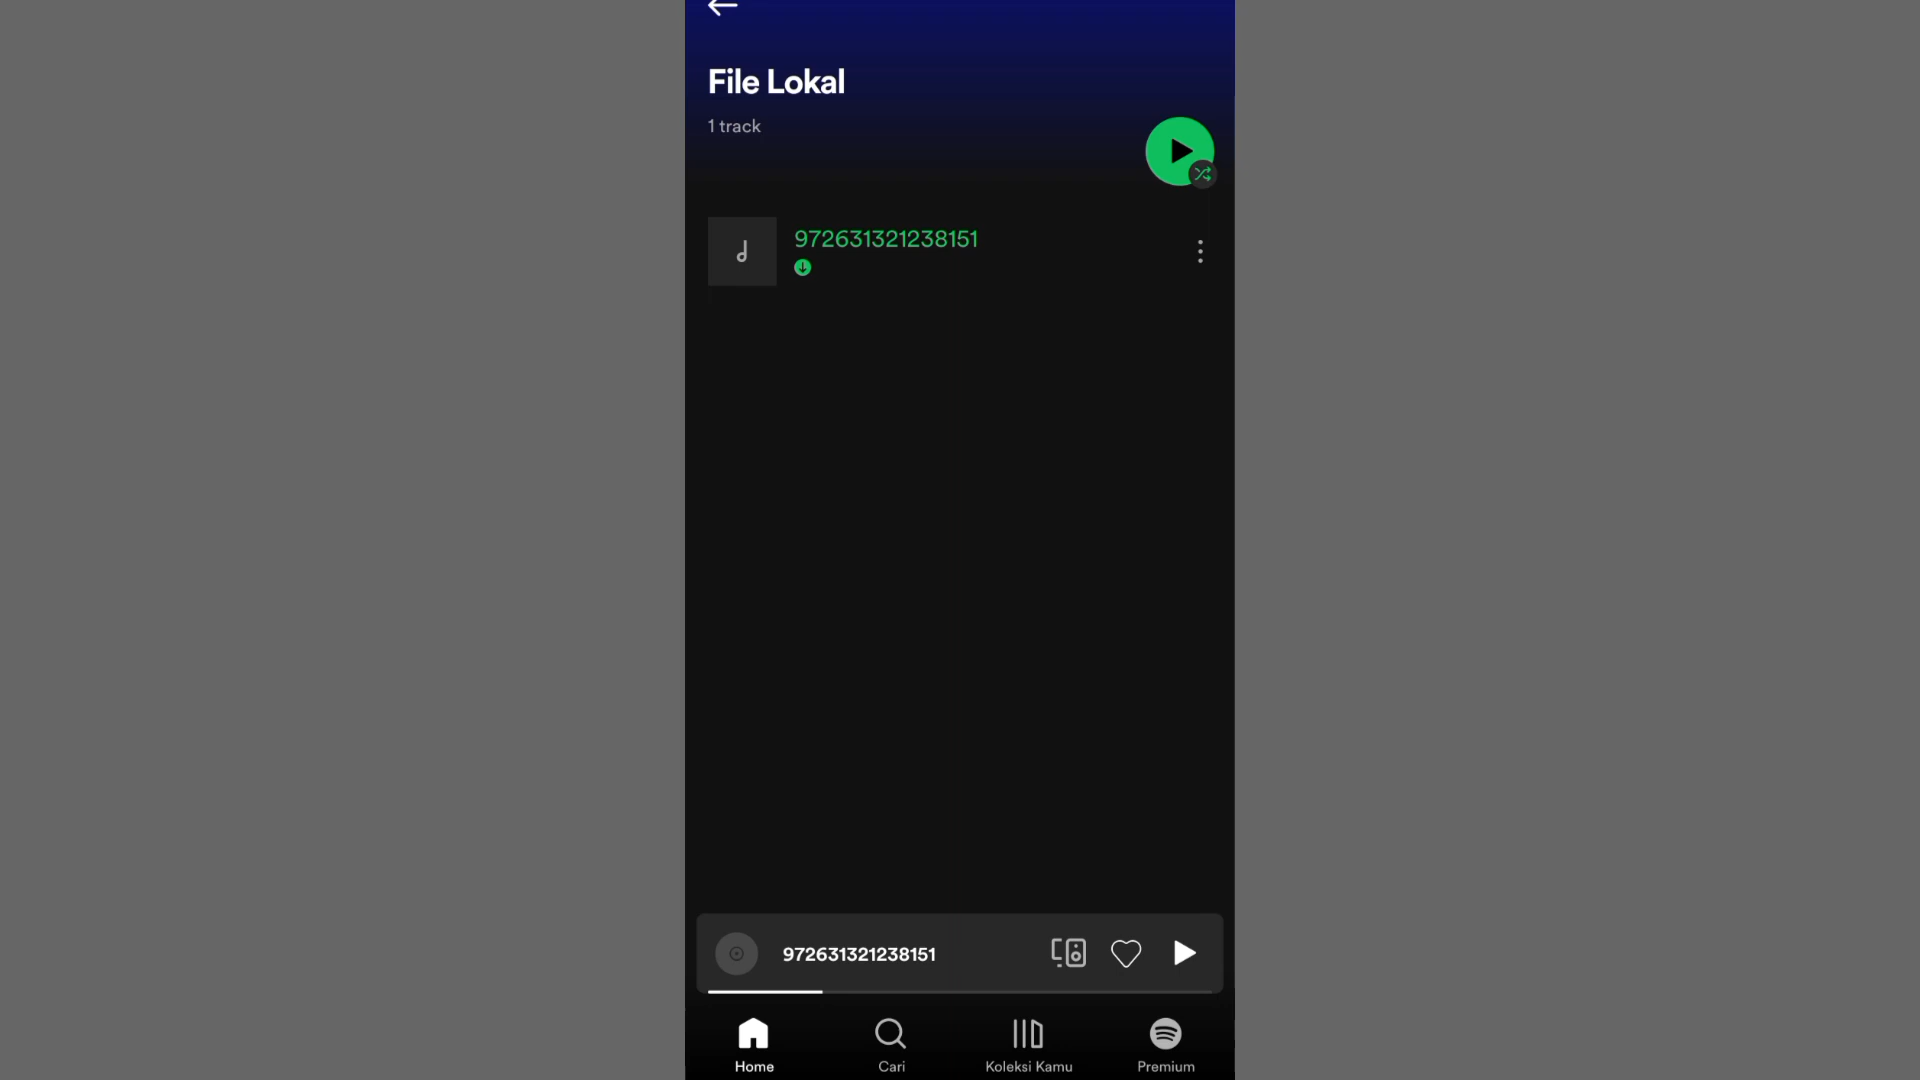 File Lokal
1 track
972631321238151
972631321238151
Home
Cari
Koleksi Kamu
Premium